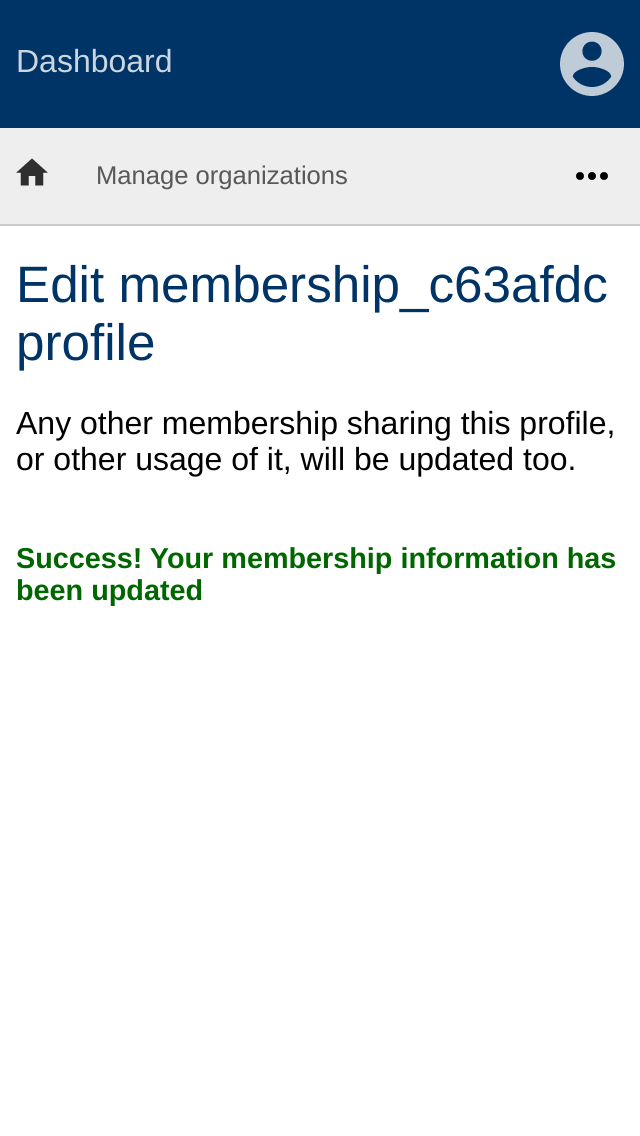 Dashboard
Manage organizations
Edit membership_c63afdc
profile
Any other membership sharing this profile,
or other usage of it, will be updated too.
Success! Your membership information has
been updated